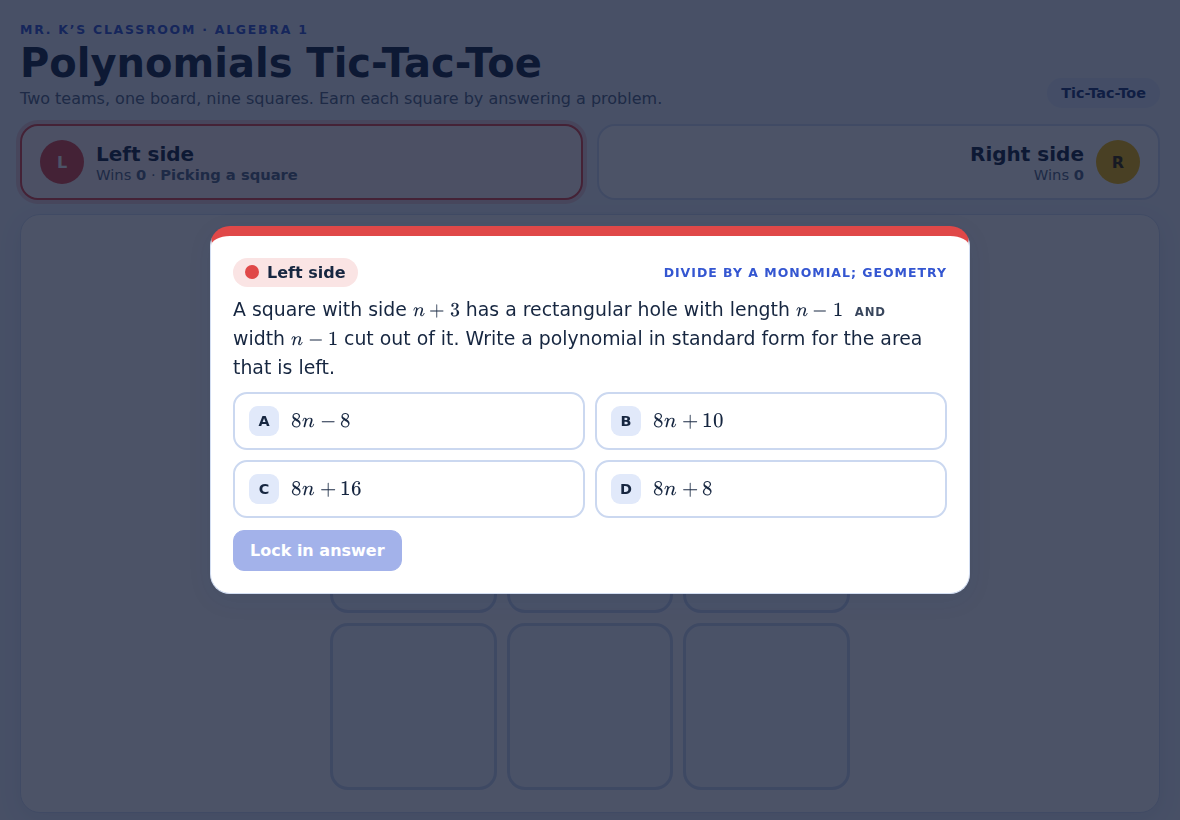 MR. K’S CLASSROOM · ALGEBRA 1
Polynomials Tic-Tac-Toe
Two teams, one board, nine squares. Earn each square by answering a problem.
Tic-Tac-Toe
L
Left side
Wins 0 · Picking a square
Right side
Wins 0
R
Left side
DIVIDE BY A MONOMIAL; GEOMETRY
A square with side n + 3 has a rectangular hole with length n − 1 AND
width n − 1 cut out of it. Write a polynomial in standard form for the area
that is left.
A 8n − 8
B 8n + 10
C 8n + 16
D 8n + 8
Lock in answer